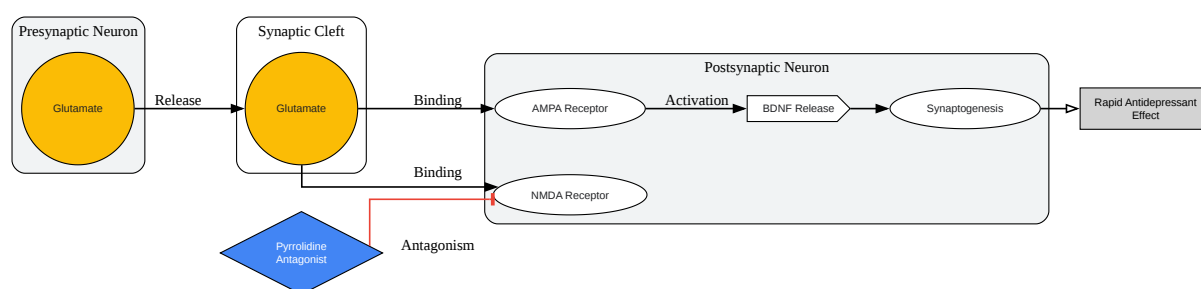 Presynaptic Neuron
Synaptic Cleft
Postsynaptic Neuron
Glutamate
Release
Glutamate
Binding
AMPA Receptor
Activation
BDNF Release
Synaptogenesis
Rapid Antidepressant
Effect
Binding
NMDA Receptor
Pyrrolidine
Antagonist
Antagonism